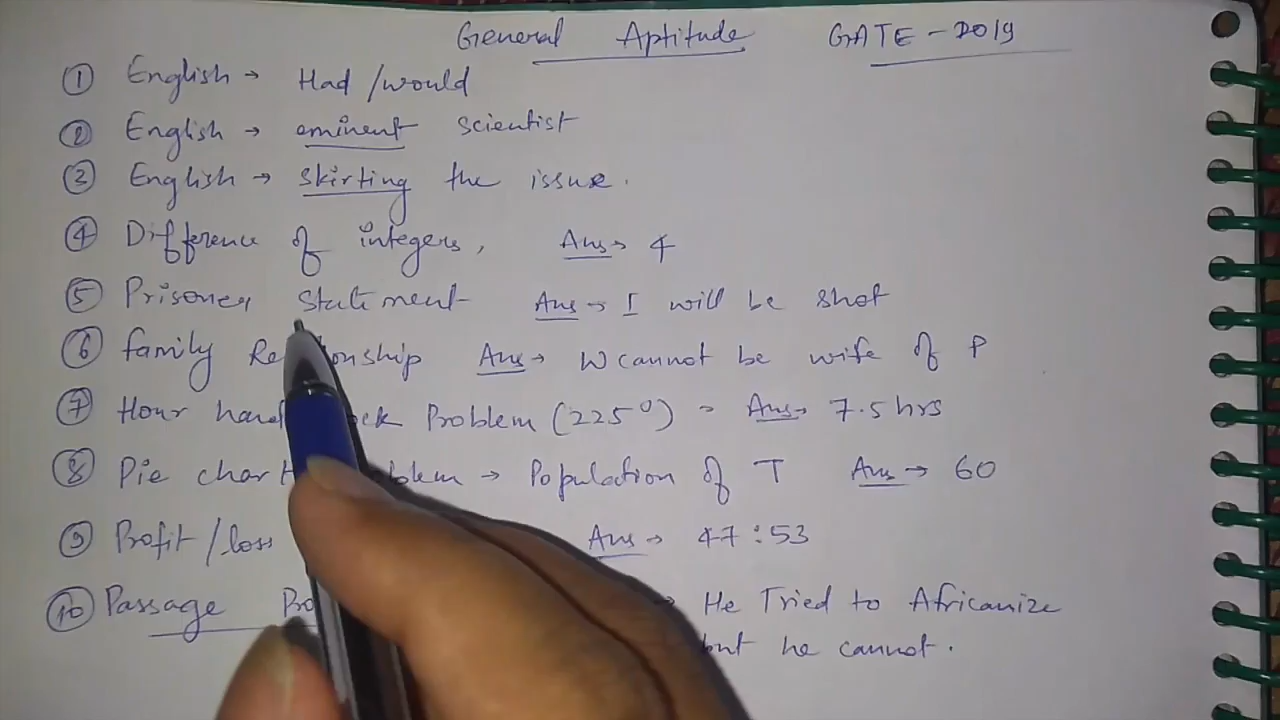 General Aptitude GATE-2019
① English → Had / would
② English → eminent scientist
③ English → Skirting the issue.
④ Difference of integers, Ans → 4
⑤ Prisoner Statement Ans → I will be shot
⑥ family Ans → W cannot be wife of P
⑦ Hour Problem (225°) - Ans → 7.5 hrs
⑧ Pie chart → Population of T Ans → 60
⑨ Profit / loss Ans → 47:53
⑩ Passage → He Tried to Africanize
but he cannot.